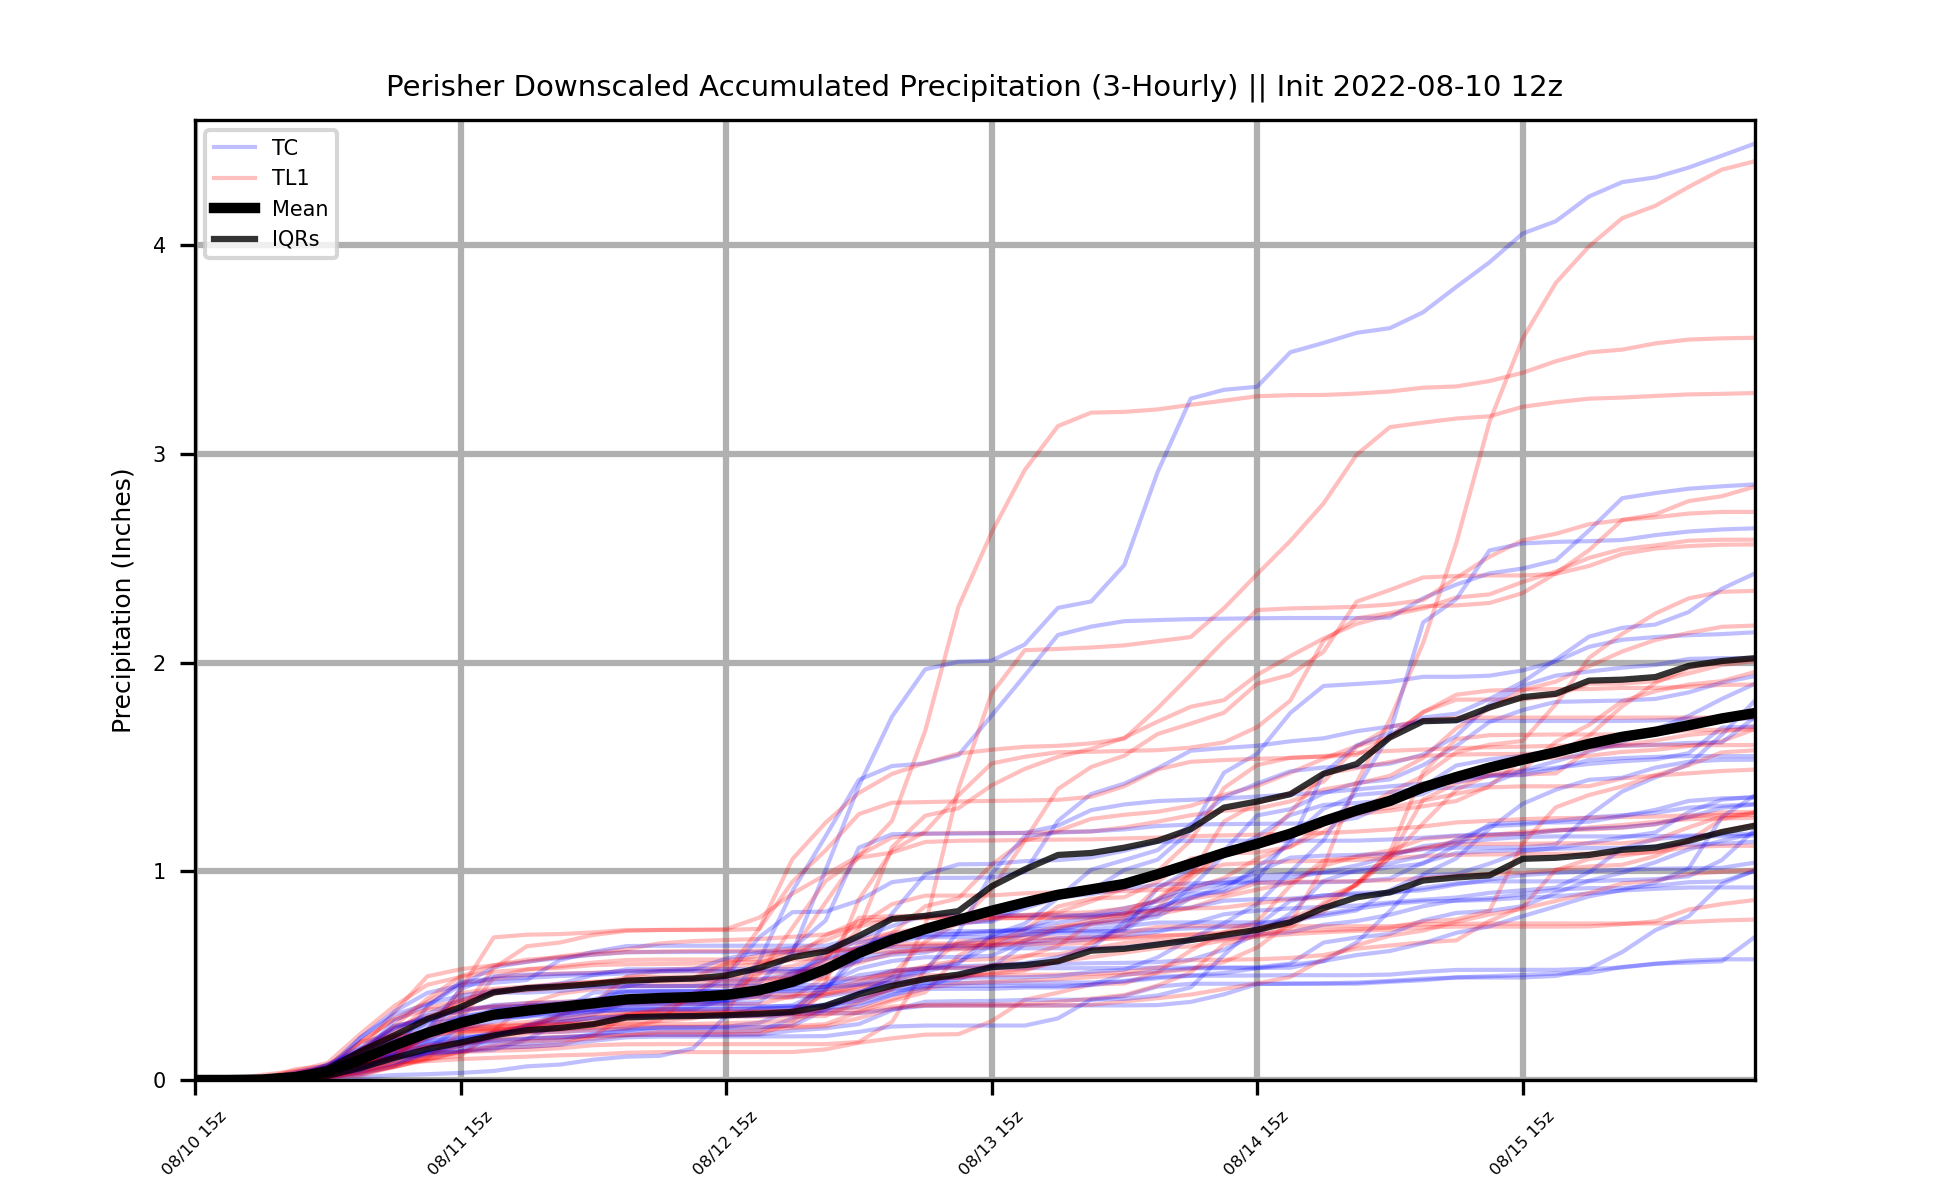 Perisher Downscaled Accumulated Precipitation (3-Hourly) || Init 2022-08-10 12z
TC
TL1
Mean
IQRs
Precipitation (Inches)
4
3
2
1
0
08/10 15z
08/11 15z
08/12 15z
08/13 15z
08/14 15z
08/15 15z